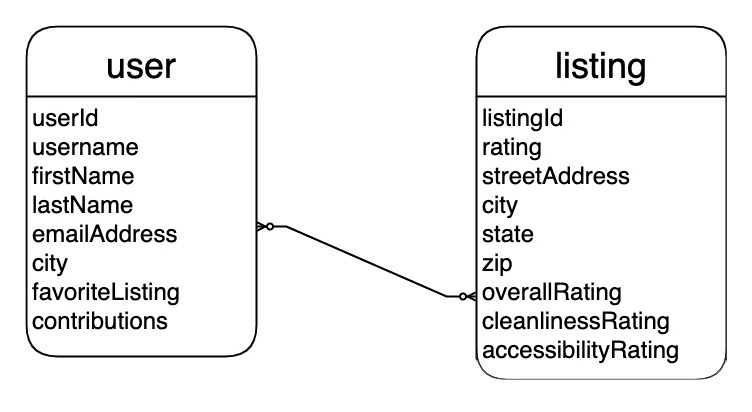 user
userId
username
firstName
lastName
emailAddress
city
favoriteListing
contributions
listing
listingId
rating
streetAddress
city
state
zip
overallRating
cleanlinessRating
accessibilityRating